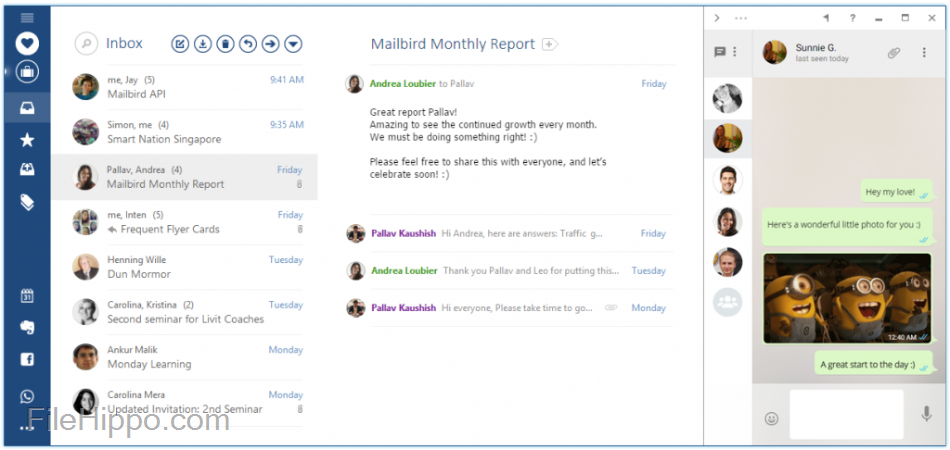 Inbox
me, Jay (5)
9:41 AM
Mailbird API
Simon, me (4)
9:35 AM
Smart Nation Singapore
Pallav, Andrea (4)
Friday
Mailbird Monthly Report
me, Inten (5)
Friday
Frequent Flyer Cards
Henning Wille
Tuesday
Dun Mormor
Carolina, Kristina (2)
Tuesday
Second seminar for Livit Coaches
Ankur Malik
Monday
Monday Learning
Carolina Mera
Monday
Updated Invitation: 2nd Seminar
31
FileHippo.com
Mailbird Monthly Report
Andrea Loubier to Pallav
Friday
Great report Pallav!
Amazing to see the continued growth every month.
We must be doing something right! :)
Please feel free to share this with everyone, and let's
celebrate soon! :)
Pallav Kaushish Hi Andrea, here are answers: Traffic g...
Friday
Andrea Loubier Thank you Pallav and Leo for putting this...
Tuesday
Pallav Kaushish Hi everyone, Please take time to go...
Monday
?
Sunnie G.
last seen today
Hey my love!
Here's a wonderful little photo for you :)
12:40 AM
A great start to the day :)